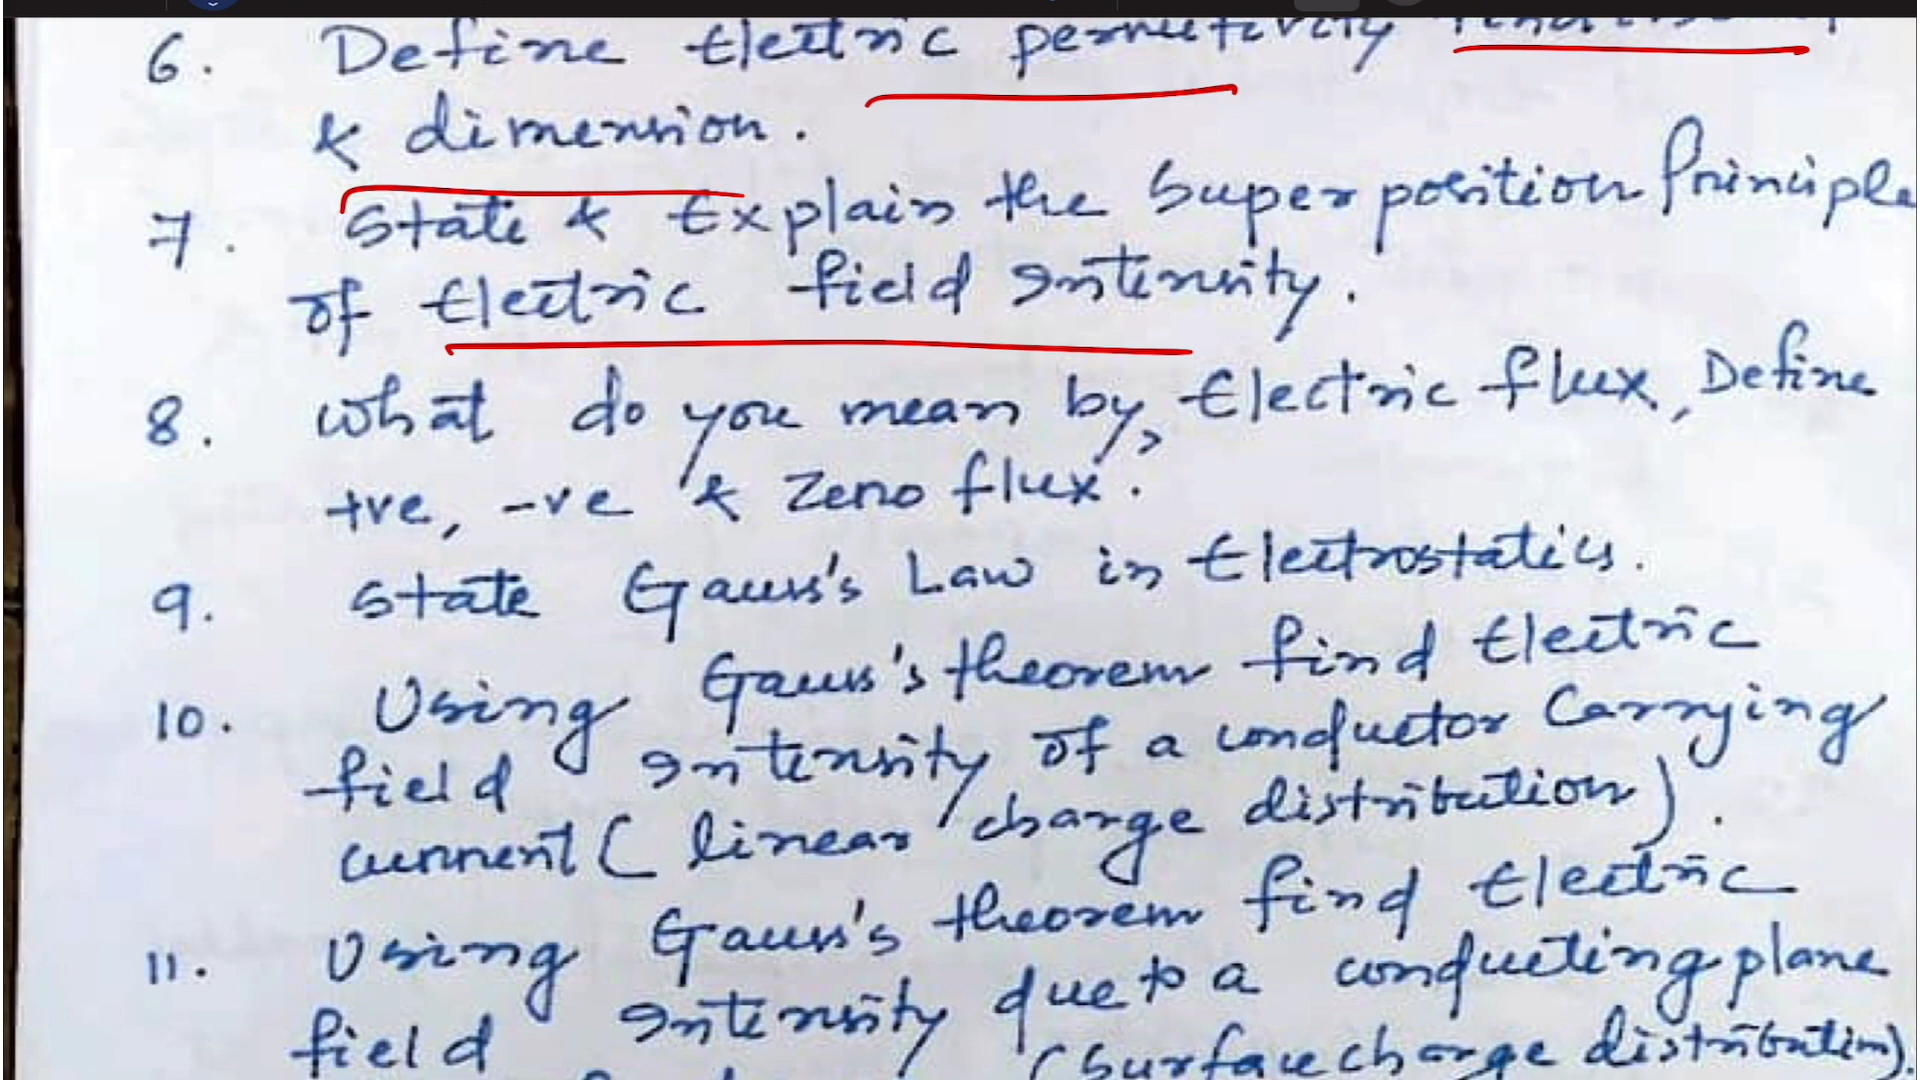 6. Define Electric permittivity find its
& dimension.
7. State & Explain the Superposition Principle
of Electric field Intensity.
8. What do you mean by, Electric flux, Define
+ve, -ve & Zero flux.
9. State Gauss's Law in Electrostatics.
10. Using Gauss's theorem find Electric
field Intensity of a conductor Carrying
current (linear charge distribution).
11. Using Gauss's theorem find Electric
field Intensity due to a conducting plane
(Surface charge distribution).